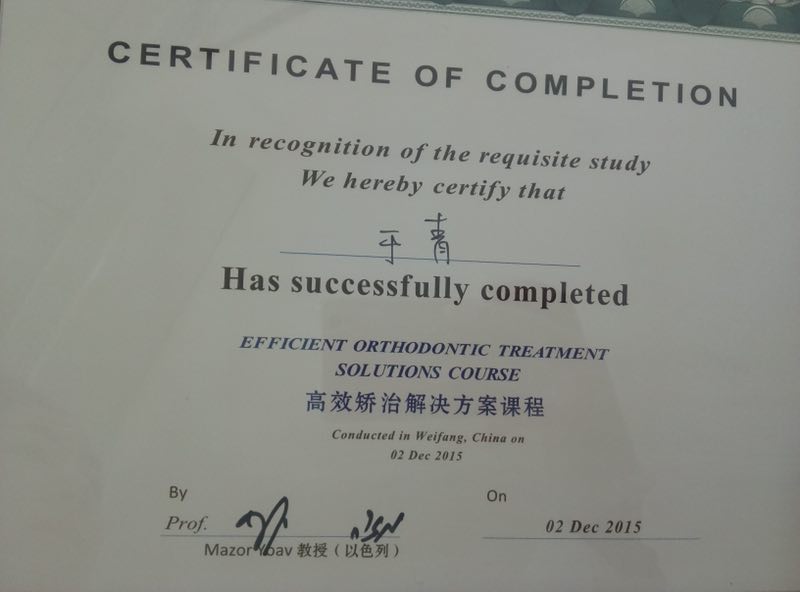 CERTIFICATE OF COMPLETION
In recognition of the requisite study
We hereby certify that
青
Has successfully completed
EFFICIENT ORTHODONTIC TREATMENT
SOLUTIONS COURSE
高效矫治解决方案课程
Conducted in Weifang, China on
02 Dec 2015
By
On
Prof.
02 Dec 2015
Mazor Yoav 教授（以色列）